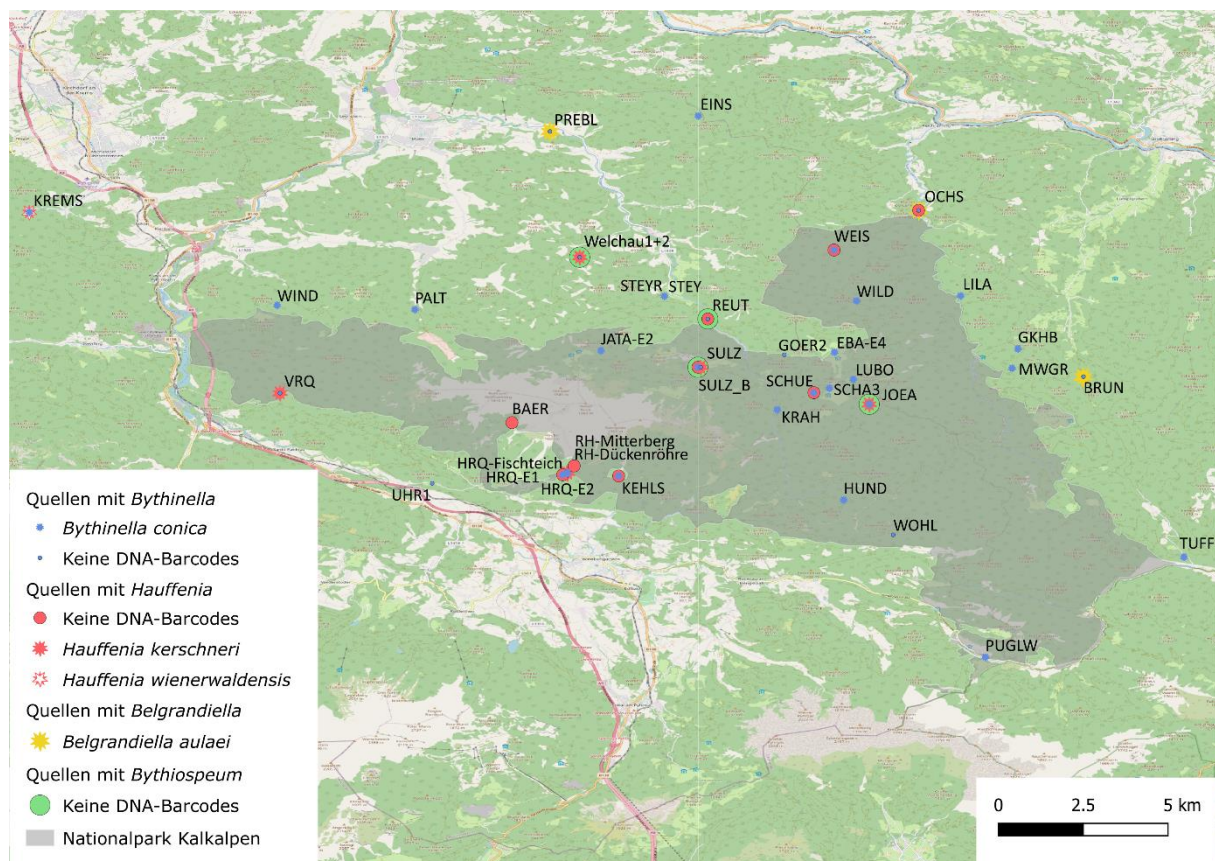 EINS
PREBL
KREMS
OCHS
Welchau1+2
WEIS
STEYR
STEY
WILD
LILA
WIND
PALT
REUT
JATA-E2
GOER2
EBA-E4
GKHB
SULZ
MWGR
SULZ_B
LUBO
BRUN
VRQ
SCHUE
SCHA3
JOEA
KRAH
BAER
RH-Mitterberg
RH-Dückenröhre
HRQ-Fischteich
HRQ-E1
HRQ-E2
KEHLS
UHR1
HUND
WOHL
TUFF
PUGLW
Quellen mit Bythinella
Bythinella conica
Keine DNA-Barcodes
Quellen mit Hauffenia
Keine DNA-Barcodes
Hauffenia kerschneri
Hauffenia wienerwaldensis
Quellen mit Belgrandiella
Belgrandiella aulaei
Quellen mit Bythiospeum
Keine DNA-Barcodes
Nationalpark Kalkalpen
0 2.5 5 km